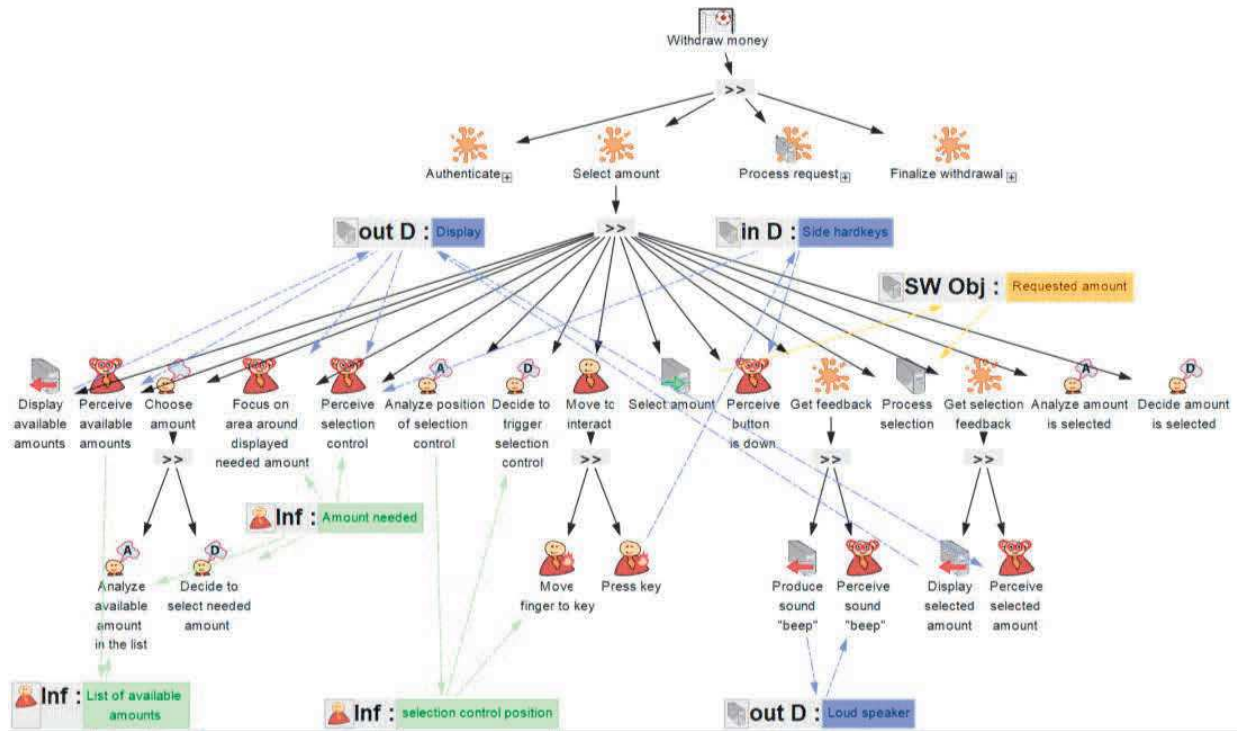 Withdraw money
>>
Authenticate
Select amount
Process request
Finalize withdrawal
out D : Display
>>
in D : Side hardkeys
SW Obj : Requested amount
A
D
A
D
Display
available
amounts
Perceive
available
amounts
Choose
amount
Focus on
area around
displayed
needed amount
Perceive
selection
control
Analyze position
of selection
control
Decide to
trigger
selection
control
Move to
interact
Select amount
Perceive
button
is down
Get feedback
Process
selection
Get selection
feedback
Analyze amount
is selected
Decide amount
is selected
>>
>>
>>
>>
Inf : Amount needed
A
D
Analyze
available
amount
in the list
Decide to
select needed
amount
Move
finger to key
Press key
Produce
sound
"beep"
Perceive
sound
"beep"
Display
selected
amount
Perceive
selected
amount
Inf : List of available
amounts
Inf : selection control position
out D : Loud speaker